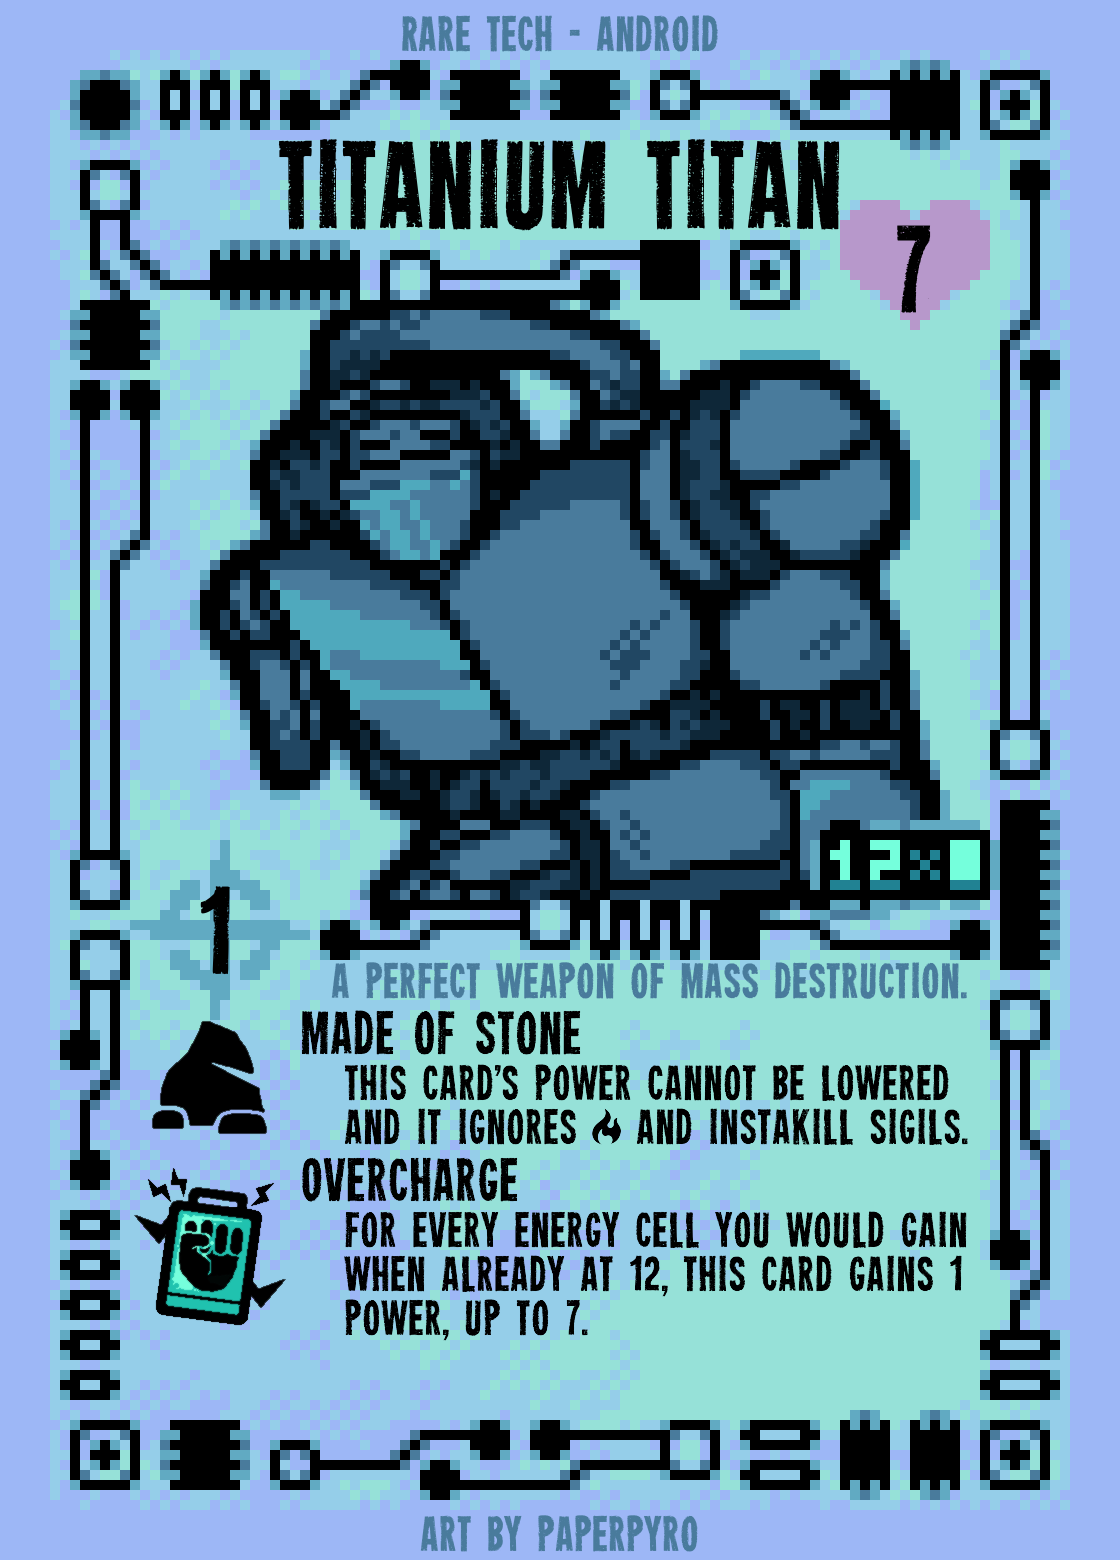 RARE TECH - ANDROID
TITANIUM TITAN
7
12×
1
A PERFECT WEAPON OF MASS DESTRUCTION.
MADE OF STONE
THIS CARD'S POWER CANNOT BE LOWERED
AND IT IGNORES AND INSTAKILL SIGILS.
OVERCHARGE
FOR EVERY ENERGY CELL YOU WOULD GAIN
WHEN ALREADY AT 12, THIS CARD GAINS 1
POWER, UP TO 7.
ART BY PAPERPYRO